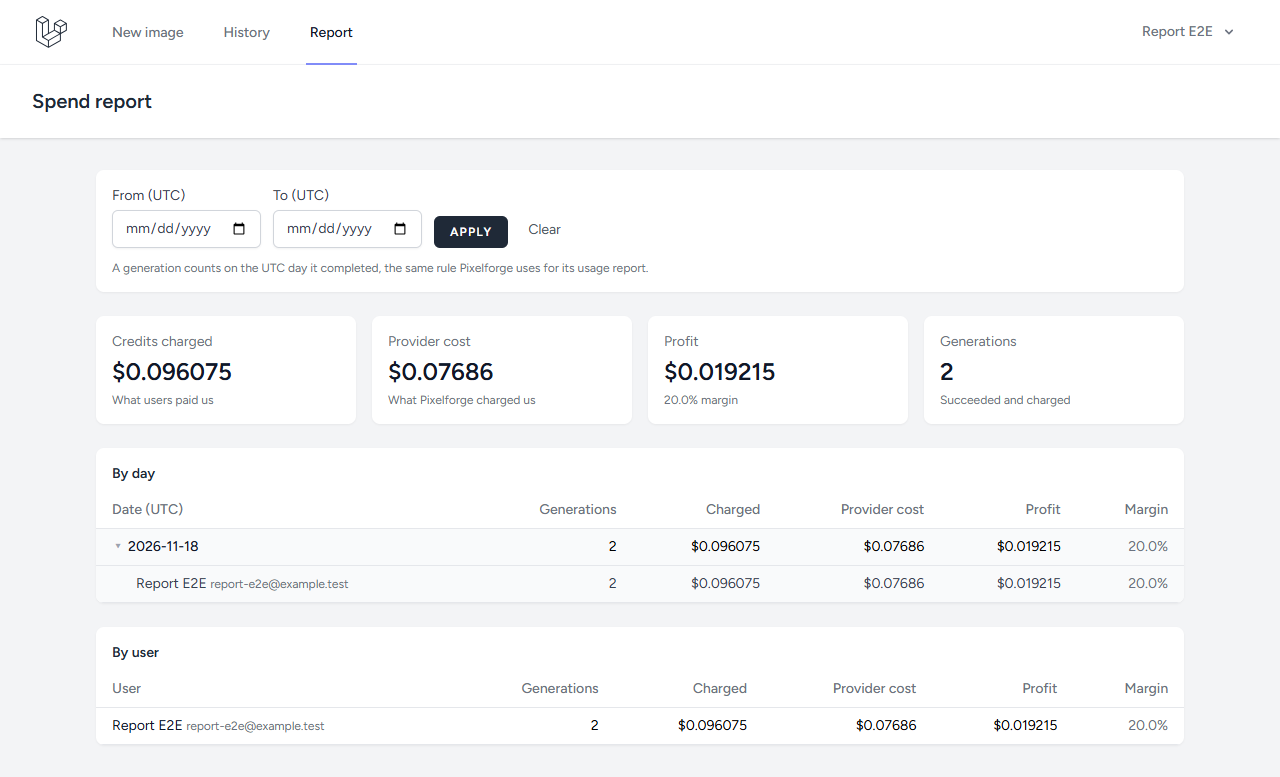 New image History Report Report E2E
Spend report
From (UTC) To (UTC)
mm/dd/yyyy mm/dd/yyyy APPLY Clear
A generation counts on the UTC day it completed, the same rule Pixelforge uses for its usage report.
Credits charged Provider cost Profit Generations
$0.096075 $0.07686 $0.019215 2
What users paid us What Pixelforge charged us 20.0% margin Succeeded and charged
By day
Date (UTC) Generations Charged Provider cost Profit Margin
2026-11-18 2 $0.096075 $0.07686 $0.019215 20.0%
Report E2E report-e2e@example.test 2 $0.096075 $0.07686 $0.019215 20.0%
By user
User Generations Charged Provider cost Profit Margin
Report E2E report-e2e@example.test 2 $0.096075 $0.07686 $0.019215 20.0%